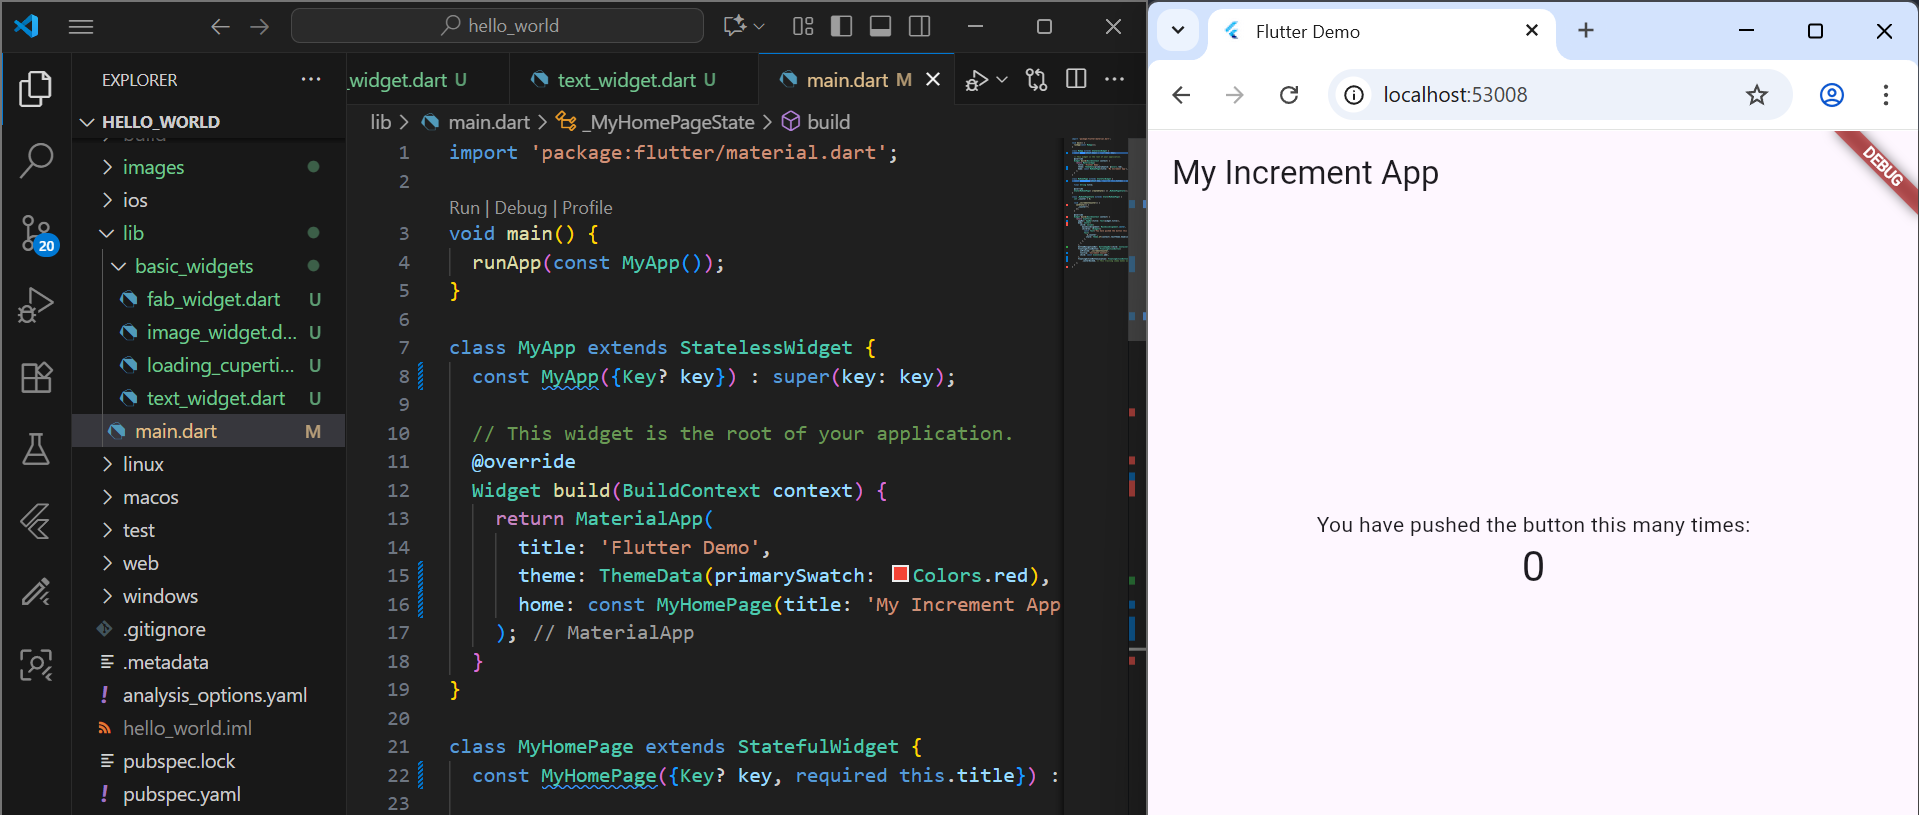 hello_world
EXPLORER
HELLO_WORLD
images
ios
lib
basic_widgets
fab_widget.dart U
image_widget.d... U
loading_cuperti... U
text_widget.dart U
main.dart M
linux
macos
test
web
windows
.gitignore
.metadata
analysis_options.yaml
hello_world.iml
pubspec.lock
pubspec.yaml
20
_widget.dart U
text_widget.dart U
main.dart M
lib > main.dart > _MyHomePageState > build
1 import 'package:flutter/material.dart';
2
Run | Debug | Profile
3 void main() {
4 runApp(const MyApp());
5 }
6
7 class MyApp extends StatelessWidget {
8 const MyApp({Key? key}) : super(key: key);
9
10 // This widget is the root of your application.
11 @override
12 Widget build(BuildContext context) {
13 return MaterialApp(
14 title: 'Flutter Demo',
15 theme: ThemeData(primarySwatch: Colors.red),
16 home: const MyHomePage(title: 'My Increment App
17 ); // MaterialApp
18 }
19 }
20
21 class MyHomePage extends StatefulWidget {
22 const MyHomePage({Key? key, required this.title}) :
23
Flutter Demo
localhost:53008
My Increment App
DEBUG
You have pushed the button this many times:
0